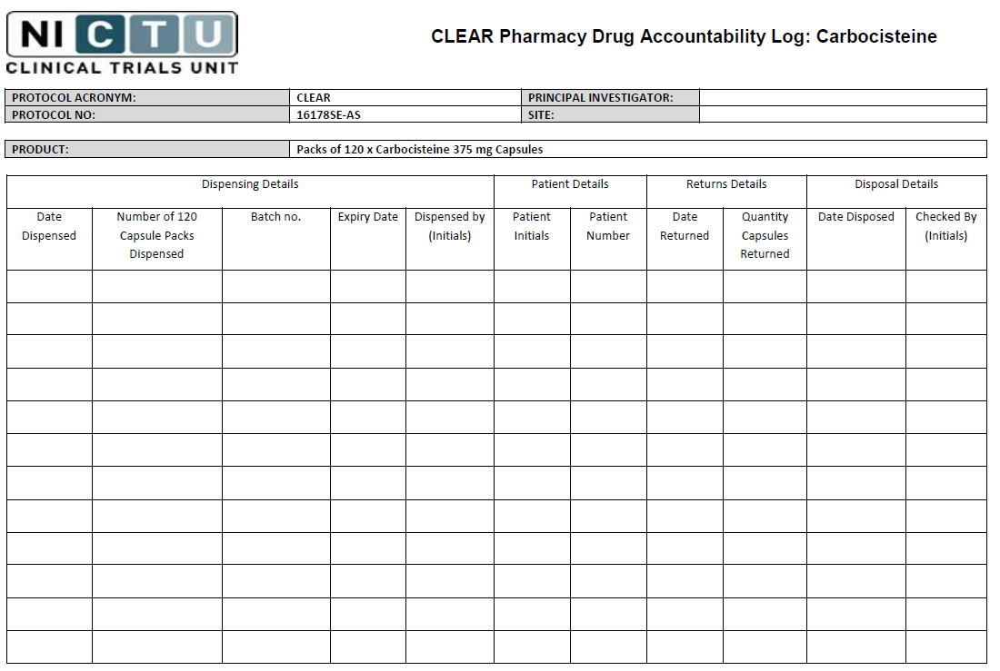 NICTU
CLINICAL TRIALS UNIT
CLEAR Pharmacy Drug Accountability Log: Carbocisteine
PROTOCOL ACRONYM: CLEAR PRINCIPAL INVESTIGATOR:
PROTOCOL NO: 16178SE-AS SITE:
PRODUCT: Packs of 120 x Carbocisteine 375 mg Capsules
Dispensing Details Patient Details Returns Details Disposal Details
Date Number of 120 Batch no. Expiry Date Dispensed by Patient Patient Date Quantity Date Disposed Checked By
Dispensed Capsule Packs (Initials) Initials Number Returned Capsules (Initials)
Dispensed Returned